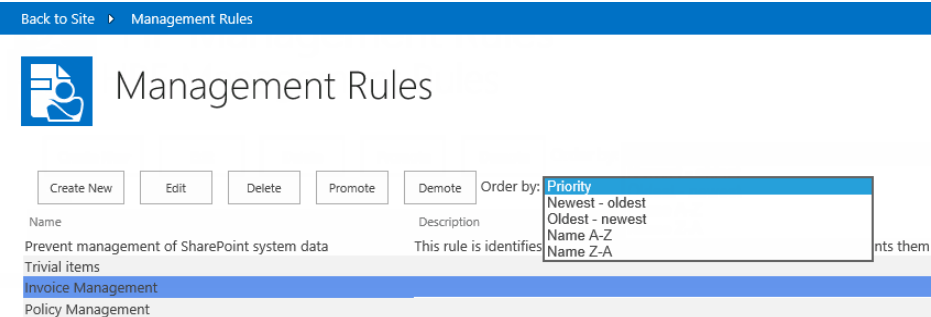 Back to Site ▸ Management Rules
Management Rules
Create New Edit Delete Promote Demote Order by: Priority
Newest - oldest
Oldest - newest
Name A-Z
Name Z-A
Name Description
Prevent management of SharePoint system data This rule is identifies nts them
Trivial items
Invoice Management
Policy Management